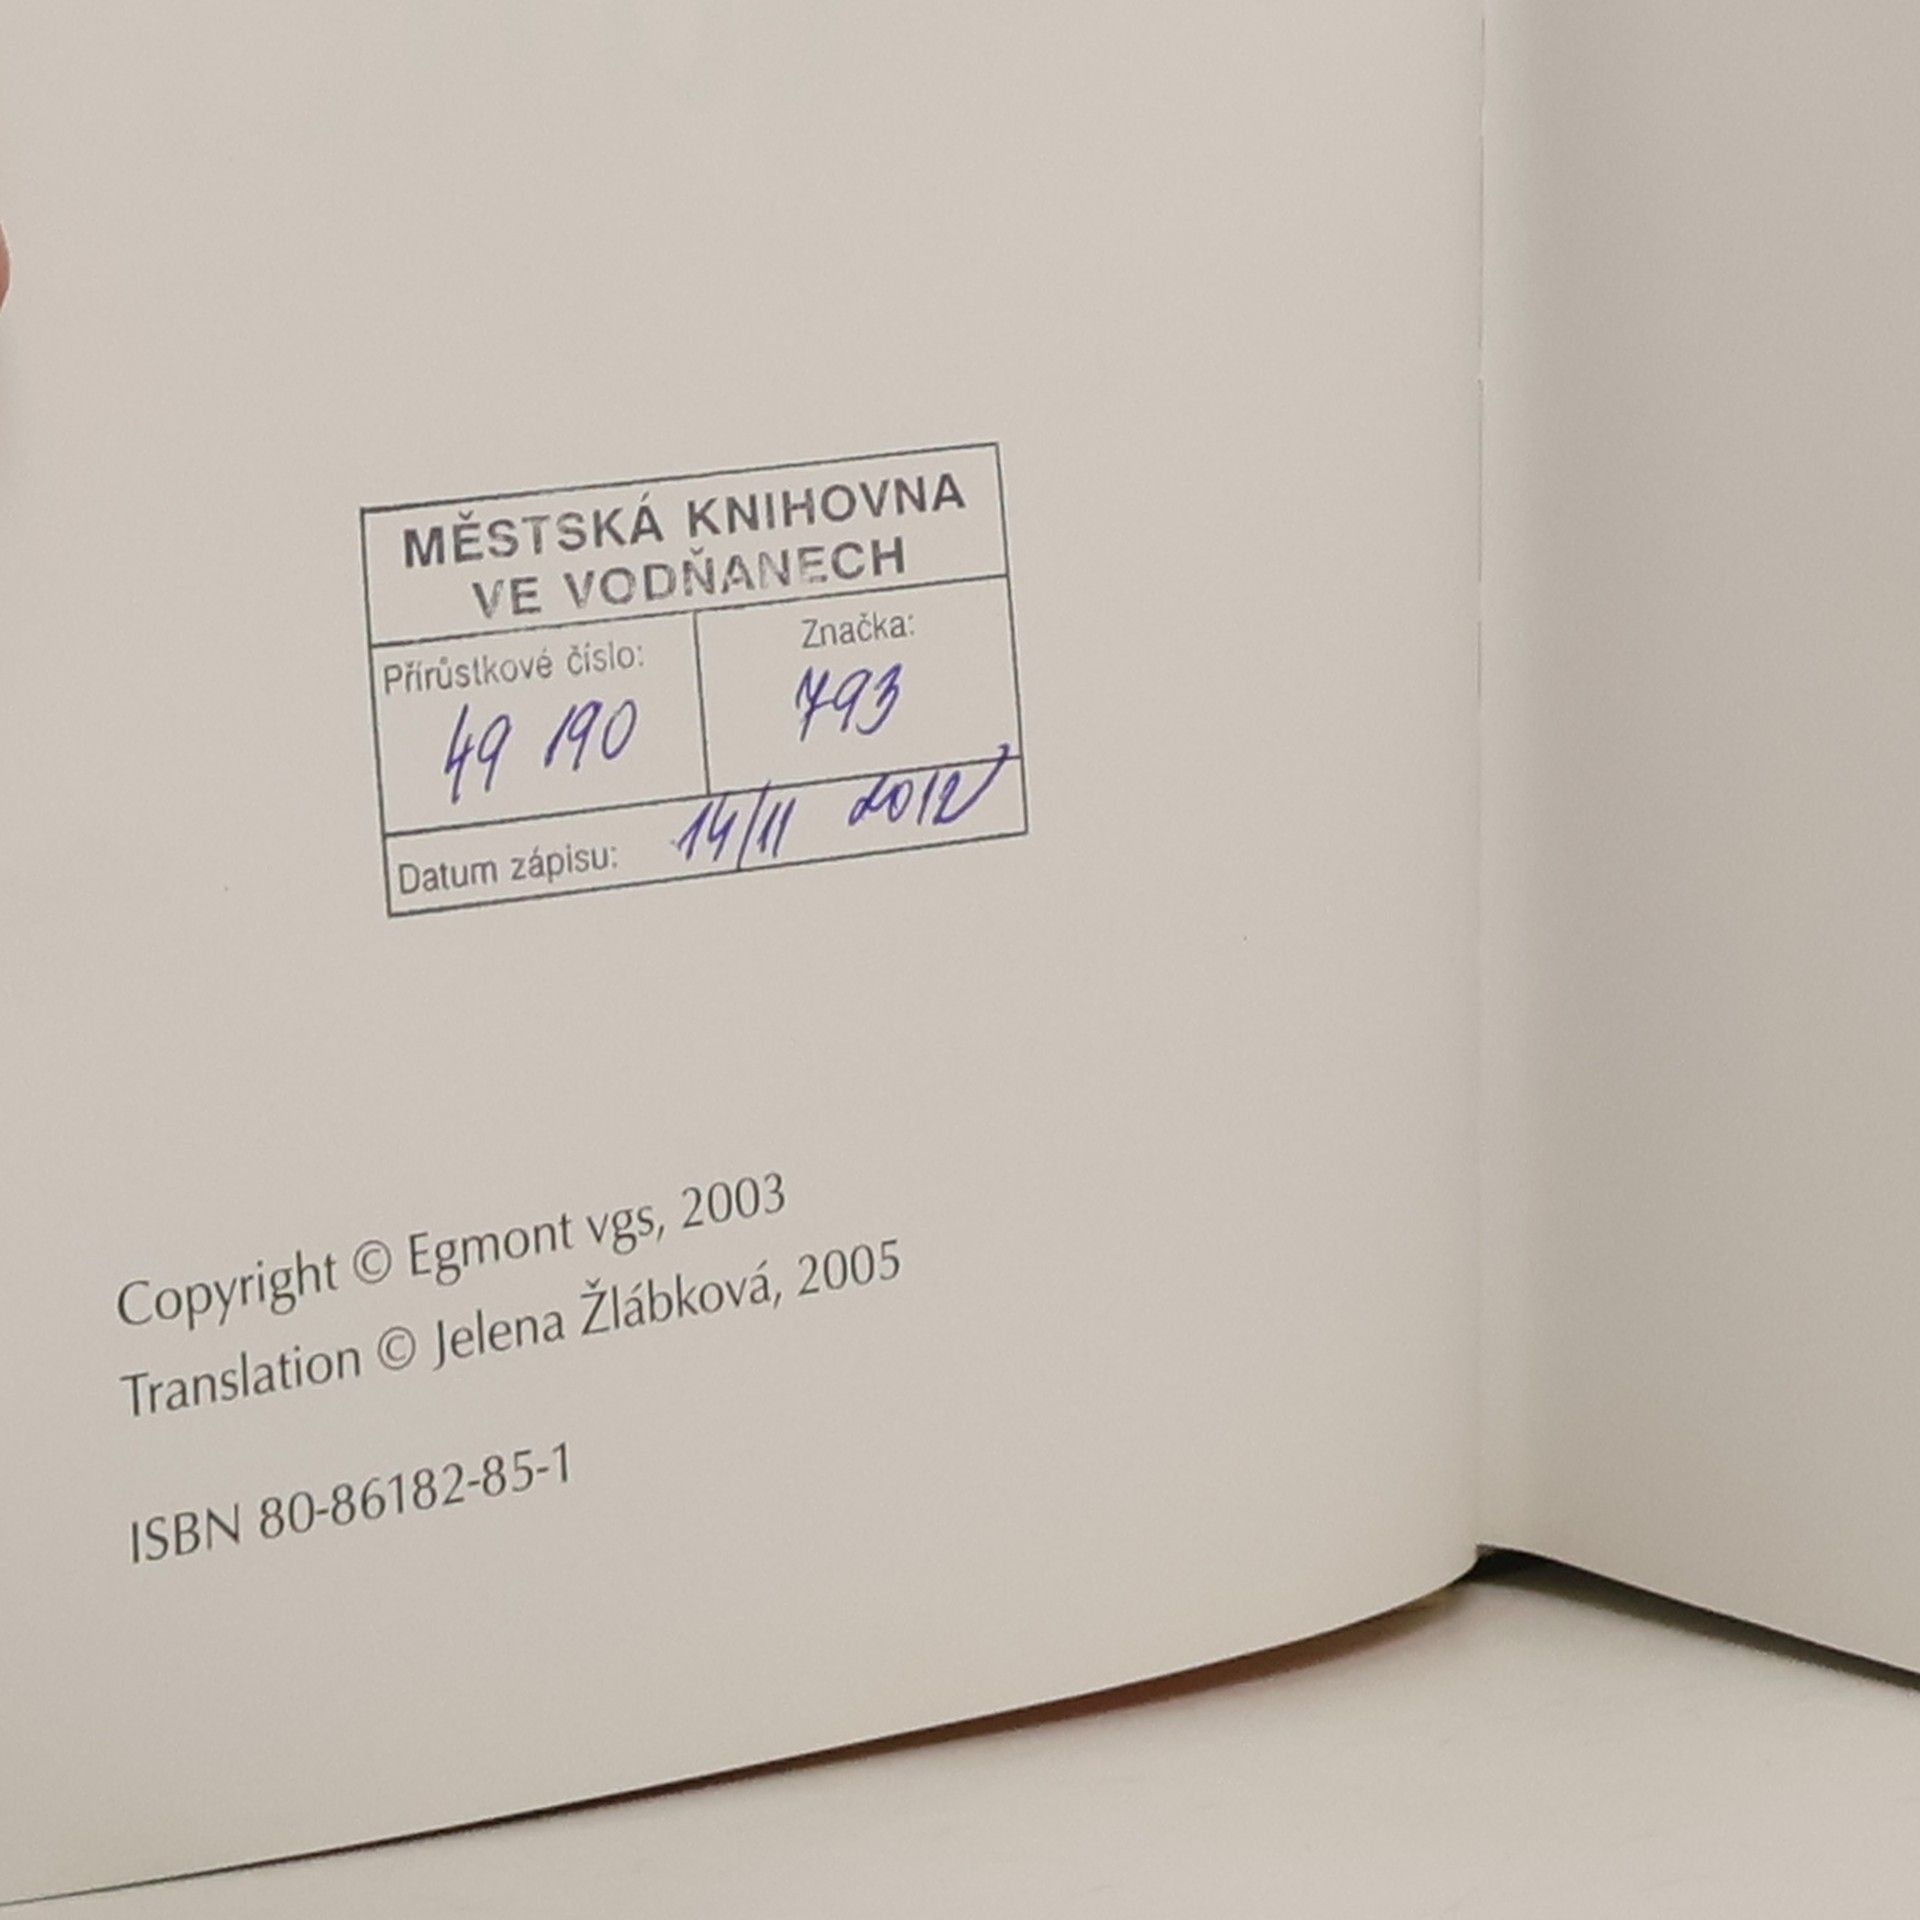 MĚSTSKÁ KNIHOVNA
VE VODŇANECH
Přírůstkové číslo:
49 190
Značka:
793
Datum zápisu: 14/11 2012
Copyright © Egmont vgs, 2003
Translation © Jelena Žlábková, 2005
ISBN 80-86182-85-1